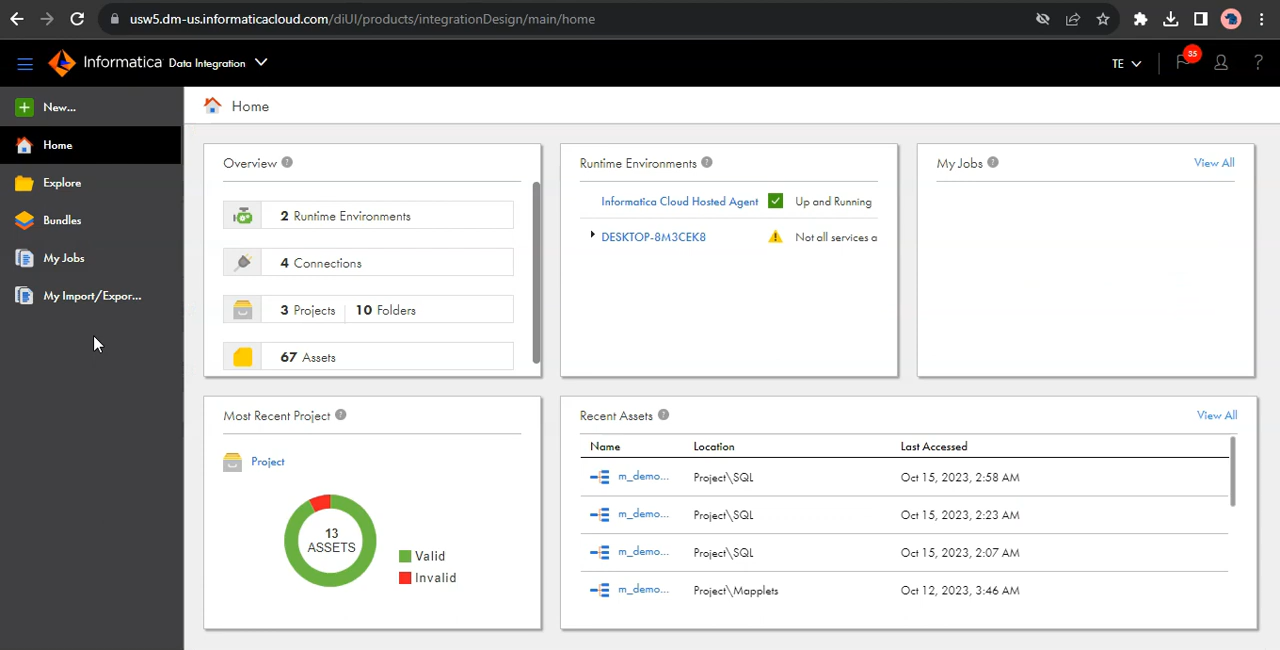 usw5.dm-us.informaticacloud.com/diUI/products/integrationDesign/main/home
Informatica Data Integration
TE
35
?
New...
Home
Explore
Bundles
My Jobs
My Import/Expor...
Home
Overview ?
2 Runtime Environments
4 Connections
3 Projects 10 Folders
67 Assets
Runtime Environments ?
Informatica Cloud Hosted Agent Up and Running
DESKTOP-8M3CEK8 Not all services a
My Jobs ? View All
Most Recent Project ?
Project
13
ASSETS
Valid
Invalid
Recent Assets ? View All
Name Location Last Accessed
m_demo... Project\SQL Oct 15, 2023, 2:58 AM
m_demo... Project\SQL Oct 15, 2023, 2:23 AM
m_demo... Project\SQL Oct 15, 2023, 2:07 AM
m_demo... Project\Mapplets Oct 12, 2023, 3:46 AM